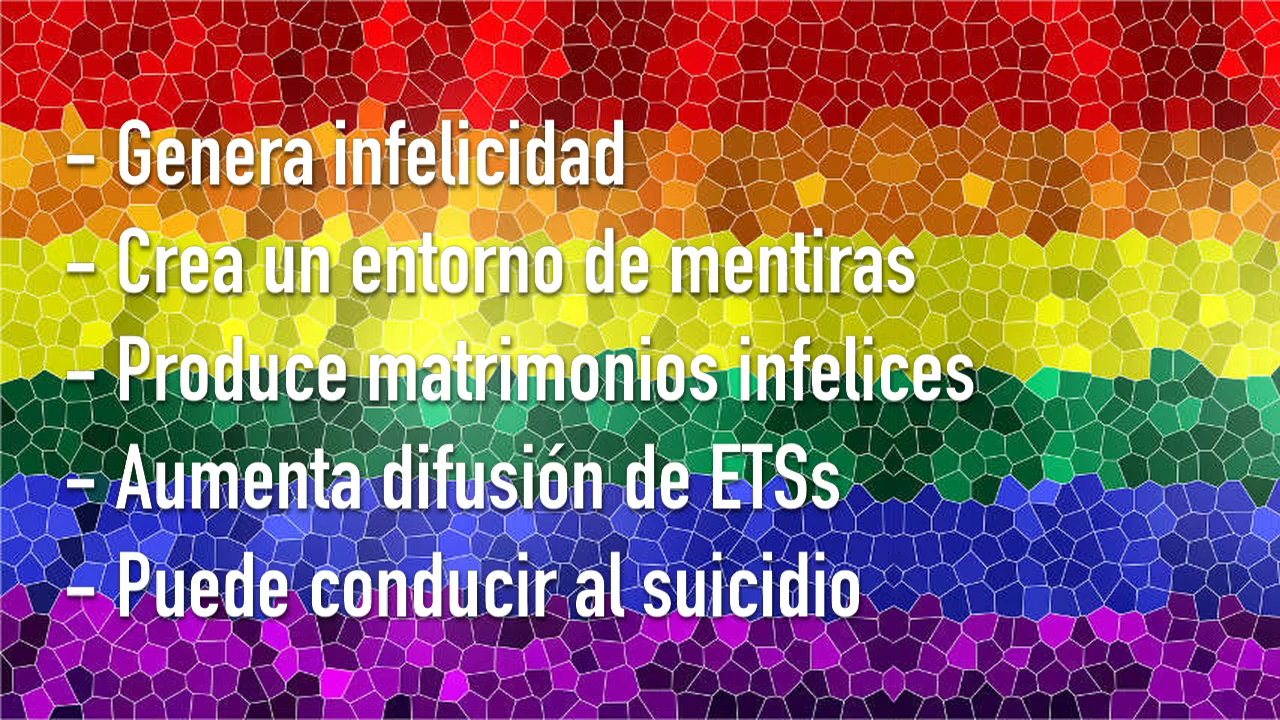 – Genera infelicidad
– Crea un entorno de mentiras
– Produce matrimonios infelices
– Aumenta difusión de ETSs
– Puede conducir al suicidio